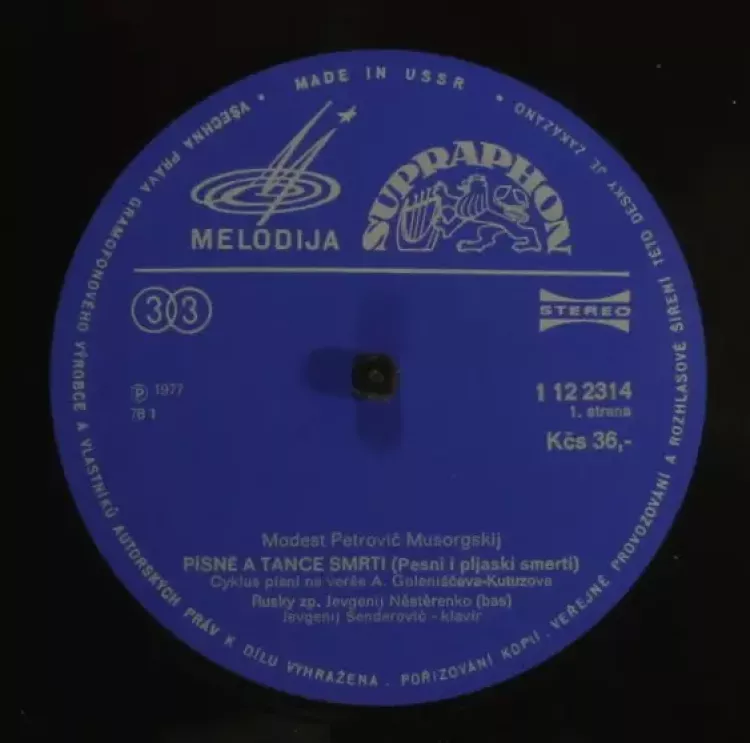 MADE IN USSR
VŠECHNA PRÁVA GRAMOFONOVÉHO VÝROBCE A VLASTNÍKŮ AUTORSKÝCH PRÁV K DÍLU VYHRAŽENA. POŘIZOVÁNÍ KOPIÍ. VEŘEJNÉ PROVOZOVÁNÍ A ROZHLASOVÉ ŠÍŘENÍ TÉTO DESKY JE ZAKÁZÁNO
MELODIJA
SUPRAPHON
33
STEREO
Ⓟ 1977
78 1
1 12 2314
1. strana
Kčs 36,-
Modest Petrovič Musorgskij
PÍSNĚ A TANCE SMRTI (Pesni i pljaski smerti)
Cyklus písní na verše A. Goleniščeva-Kutuzova
Rusky zp. Jevgenij Něstěrenko (bas)
Jevgenij Šenderovič - klavír